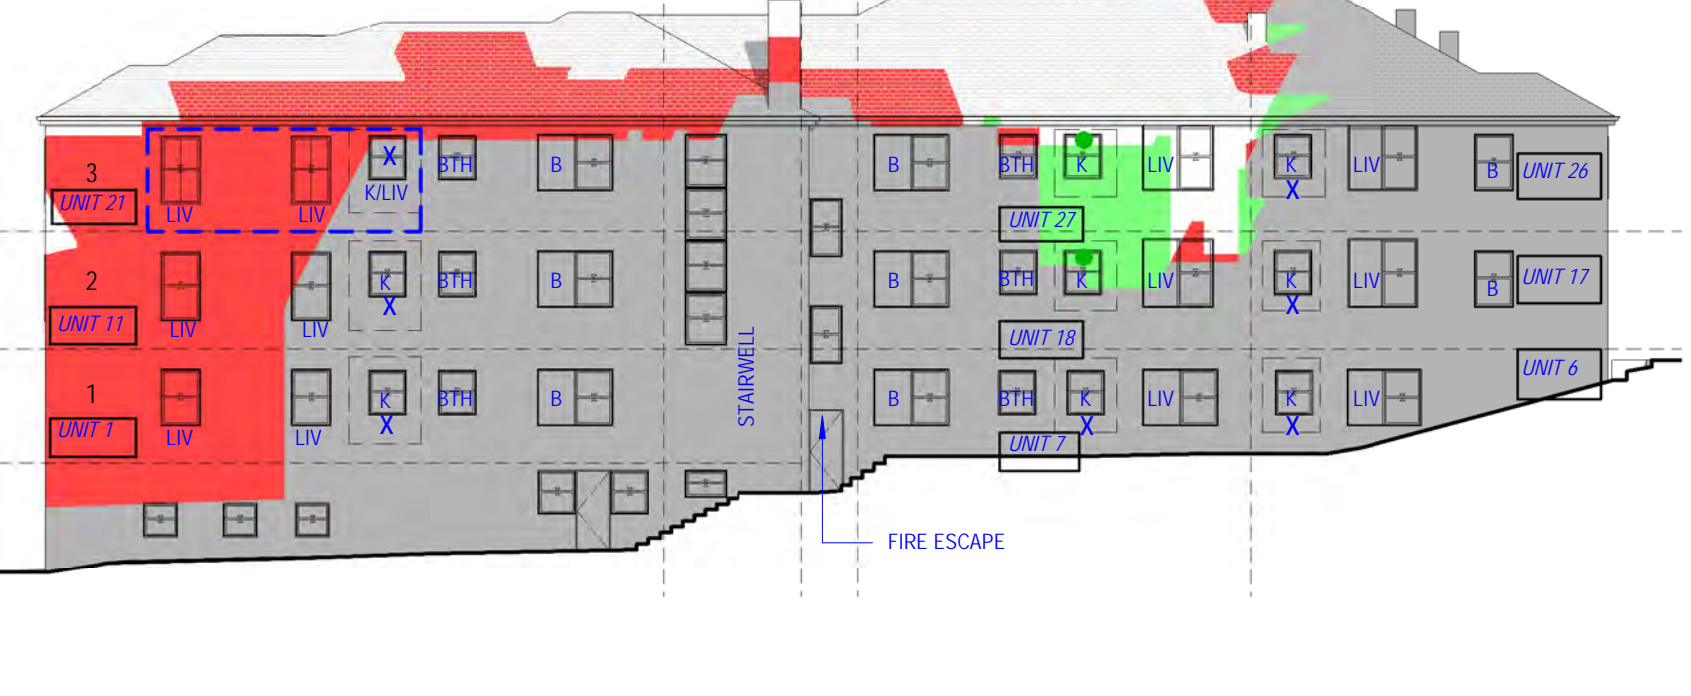 3
UNIT 21
LIV
LIV
X
K/LIV
BTH
B
B
BTH
K
LIV
K
X
LIV
B
UNIT 26
UNIT 27
2
UNIT 11
LIV
LIV
K
X
BTH
B
B
BTH
K
LIV
K
X
LIV
B
UNIT 17
UNIT 18
STAIRWELL
1
UNIT 1
LIV
LIV
K
X
BTH
B
B
BTH
K
X
LIV
K
X
LIV
UNIT 6
UNIT 7
FIRE ESCAPE